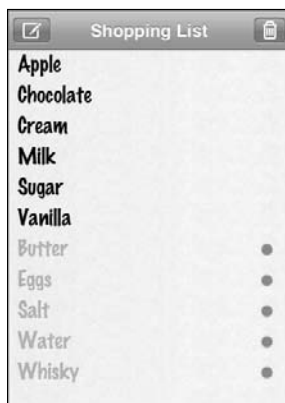 Shopping List
Apple
Chocolate
Cream
Milk
Sugar
Vanilla
Butter
Eggs
Salt
Water
Whisky